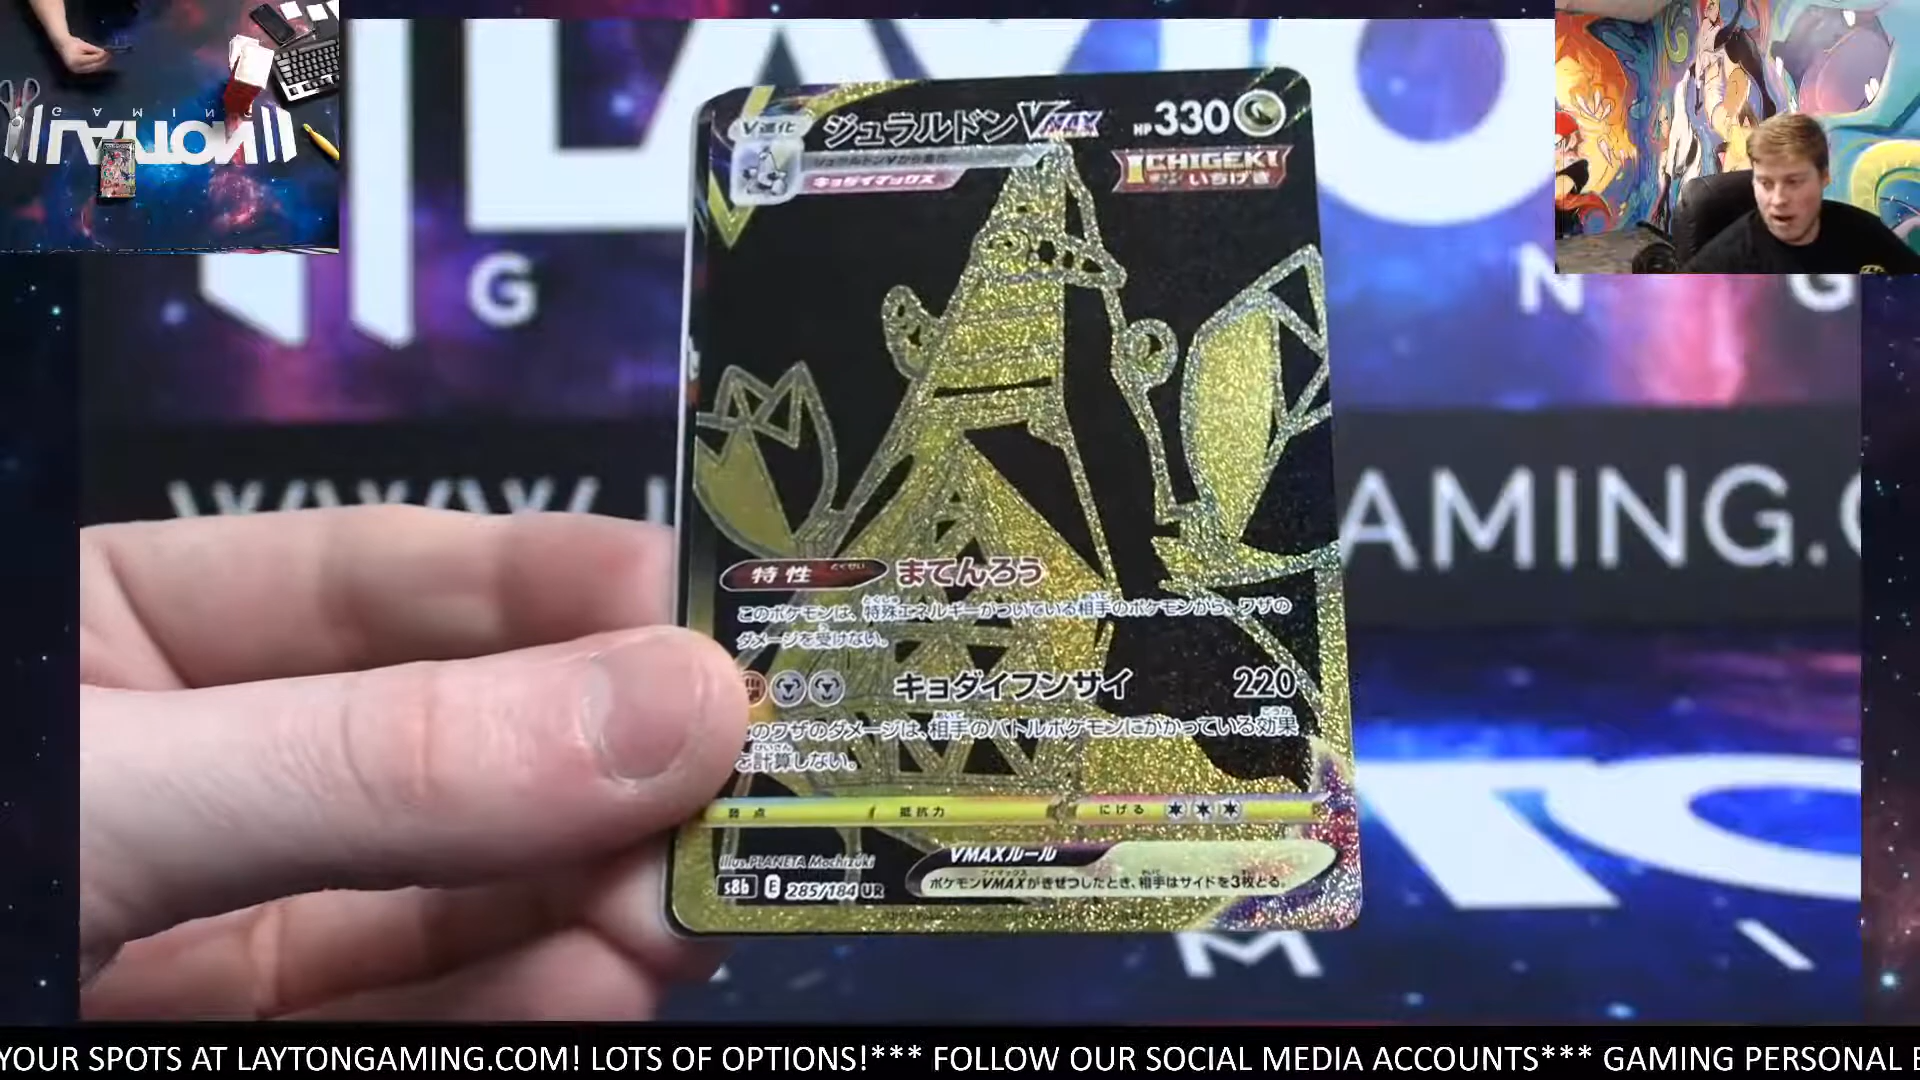 V進化
ジュラルドンVMAX
HP330
ジュラルドンVから進化
キョダイマックス
ICHIGEKI
いちげき
特性 とくせい
まてんろう
このポケモンは、特殊エネルギーがついている相手のポケモンから、ワザの
ダメージを受けない。
キョダイフンサイ 220
のワザのダメージは、相手のバトルポケモンにかかっている効果
計算しない。
弱点 抵抗力 にげる
Illus.PLANETA Mochizuki
s8b E 285/184 UR
VMAXルール
ポケモンVMAXがきぜつしたとき、相手はサイドを3枚とる。
GAMING
LAYTON
G
N G
AMING.
YOUR SPOTS AT LAYTONGAMING.COM! LOTS OF OPTIONS!*** FOLLOW OUR SOCIAL MEDIA ACCOUNTS*** GAMING PERSONAL